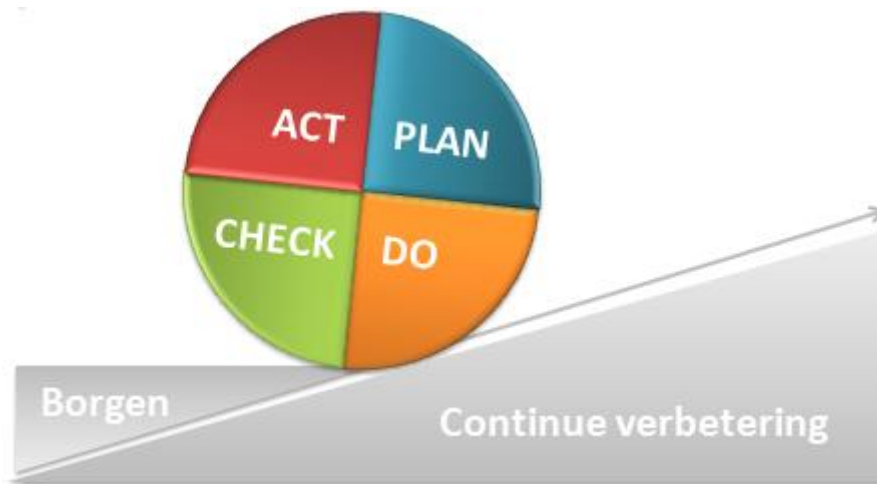 ACT
PLAN
CHECK
DO
Borgen
Continue verbetering